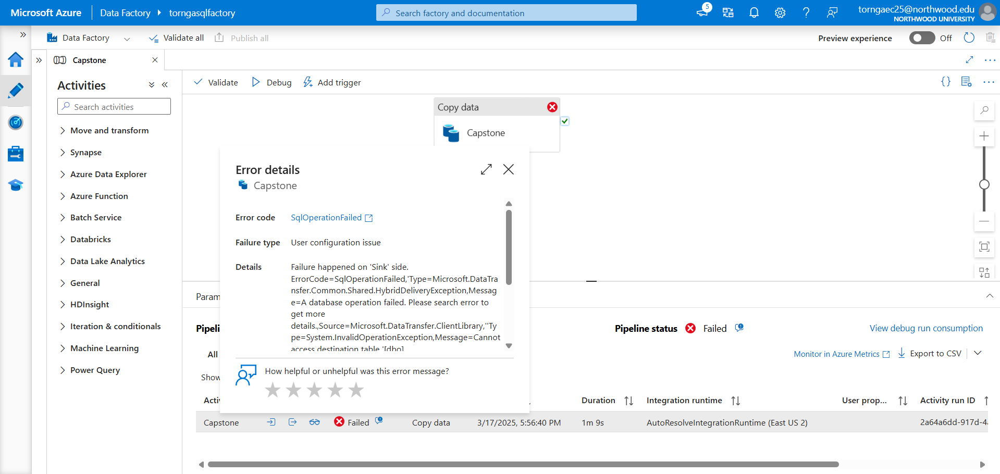 Microsoft Azure
Data Factory
torngasqlfactory
Search factory and documentation
5
torngaec25@northwood.edu
NORTHWOOD UNIVERSITY
Data Factory
Validate all
Publish all
Preview experience
Off
Capstone
Activities
Search activities
Move and transform
Synapse
Azure Data Explorer
Azure Function
Batch Service
Databricks
Data Lake Analytics
General
HDInsight
Iteration & conditionals
Machine Learning
Power Query
Validate
Debug
Add trigger
Copy data
Capstone
Error details
Capstone
Error code
SqlOperationFailed
Failure type
User configuration issue
Details
Failure happened on 'Sink' side.
ErrorCode=SqlOperationFailed,'Type=Microsoft.DataTra
nsfer.Common.Shared.HybridDeliveryException,Messag
e=A database operation failed. Please search error to
get more
details.,Source=Microsoft.DataTransfer.ClientLibrary,''Ty
pe=System.InvalidOperationException,Message=Cannot
access destination table '[dbo].
How helpful or unhelpful was this error message?
Param
Pipeli
Pipeline status
Failed
View debug run consumption
All
Monitor in Azure Metrics
Export to CSV
Show
Activ
Duration
Integration runtime
User prop...
Activity run ID
Capstone
Failed
Copy data
3/17/2025, 5:56:40 PM
1m 9s
AutoResolveIntegrationRuntime (East US 2)
2a64a6dd-917d-4